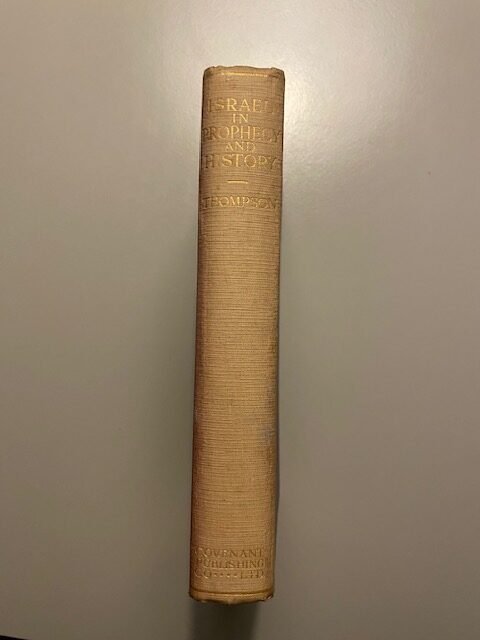 ISRAEL
IN
PROPHECY
AND
HISTORY
THOMPSON
COVENANT
PUBLISHING
CO····LTD